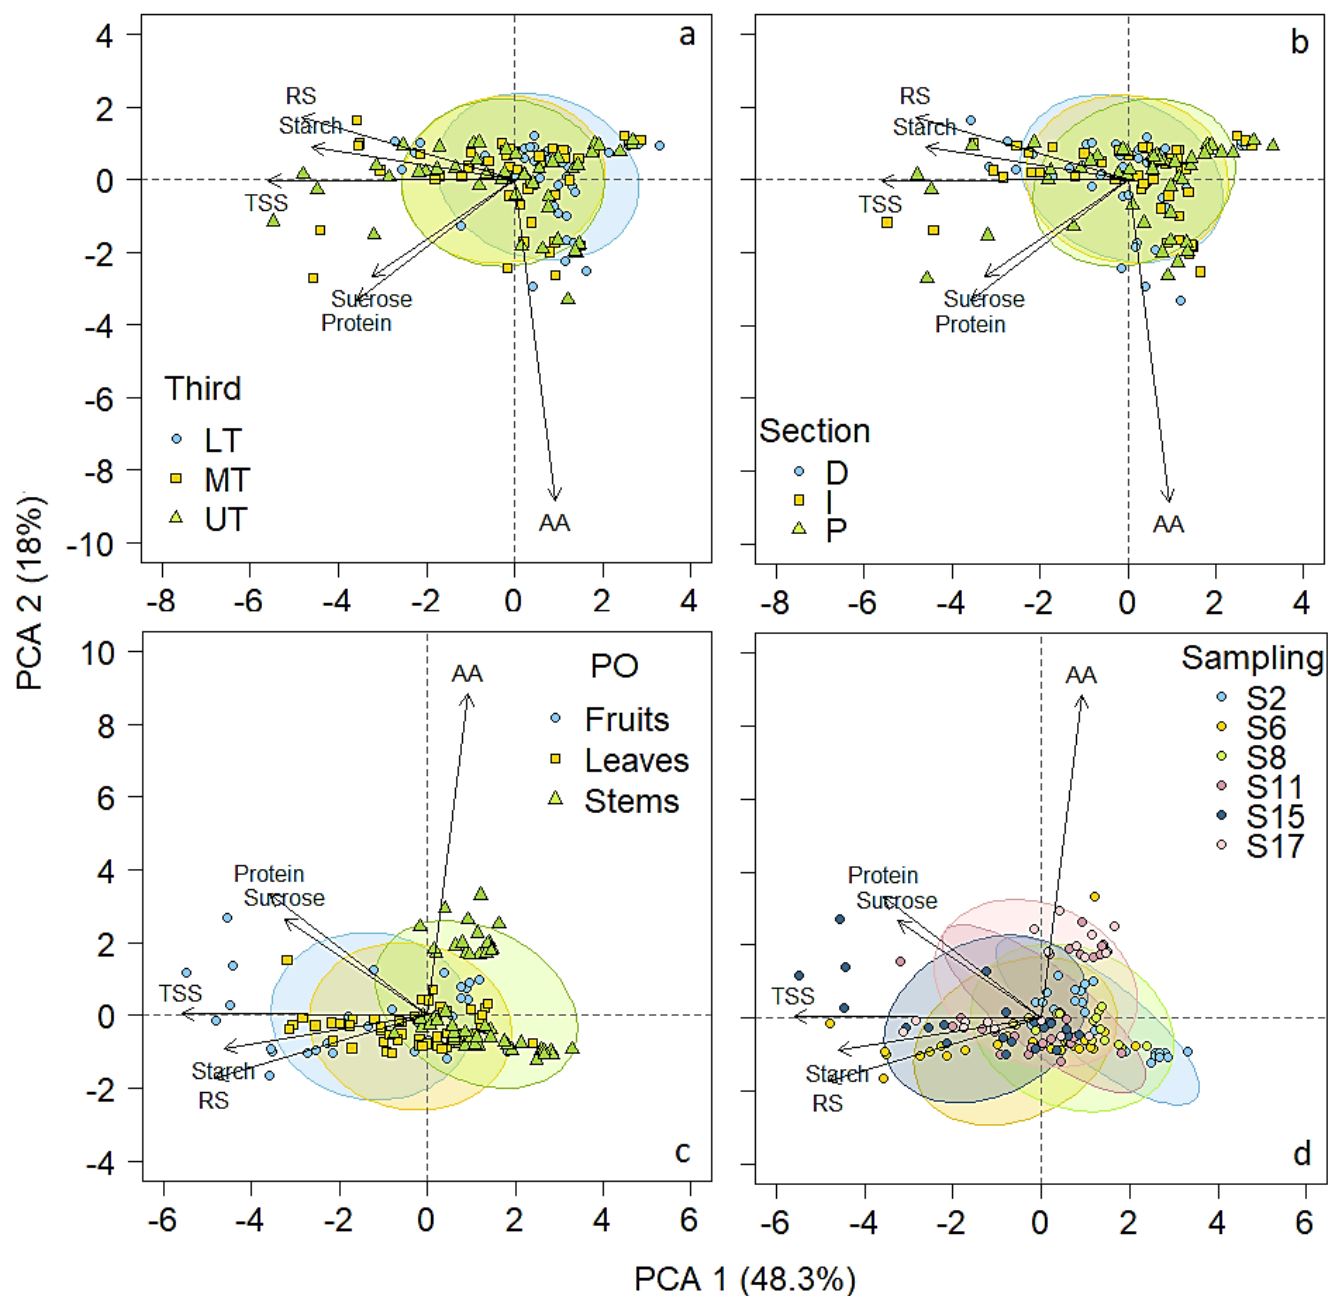 a
4
2
0
-2
-4
-6
-8
-10
RS
Starch
TSS
Sucrose
Protein
AA
Third
LT
MT
UT
-8
-6
-4
-2
0
2
4
b
RS
Starch
TSS
Sucrose
Protein
AA
Section
D
I
P
-8
-6
-4
-2
0
2
4
PCA 2 (18%)
10
8
6
4
2
0
-2
-4
AA
PO
Fruits
Leaves
Stems
Protein
Sucrose
TSS
Starch
RS
c
-6
-4
-2
0
2
4
6
AA
Sampling
S2
S6
S8
S11
S15
S17
Protein
Sucrose
TSS
Starch
RS
d
-6
-4
-2
0
2
4
6
PCA 1 (48.3%)